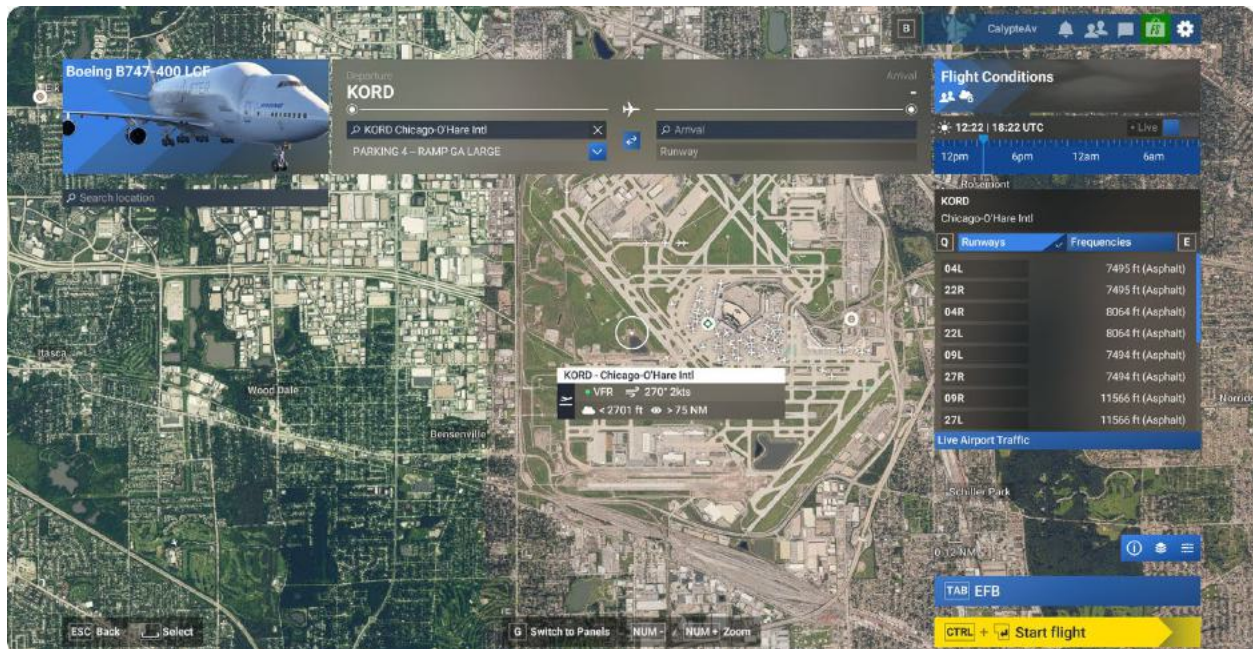 B
CalypteAv
FS
Boeing B747-400 LCF
Departure
KORD
Arrival
-
KORD Chicago-O'Hare Intl
PARKING 4 – RAMP GA LARGE
Arrival
Runway
Search location
Flight Conditions
12:22 | 18:22 UTC
• Live
12pm 6pm 12am 6am
Rosemont
KORD
Chicago-O'Hare Intl
Q Runways Frequencies E
04L 7495 ft (Asphalt)
22R 7495 ft (Asphalt)
04R 8064 ft (Asphalt)
22L 8064 ft (Asphalt)
09L 7494 ft (Asphalt)
27R 7494 ft (Asphalt)
09R 11566 ft (Asphalt)
27L 11566 ft (Asphalt)
Live Airport Traffic
Itasca
Wood Dale
Bensenville
KORD - Chicago-O'Hare Intl
VFR 270° 2kts
< 2701 ft > 75 NM
Schiller Park
0.12 NM
TAB EFB
CTRL + Start flight
ESC Back Select
G Switch to Panels NUM - / NUM + Zoom